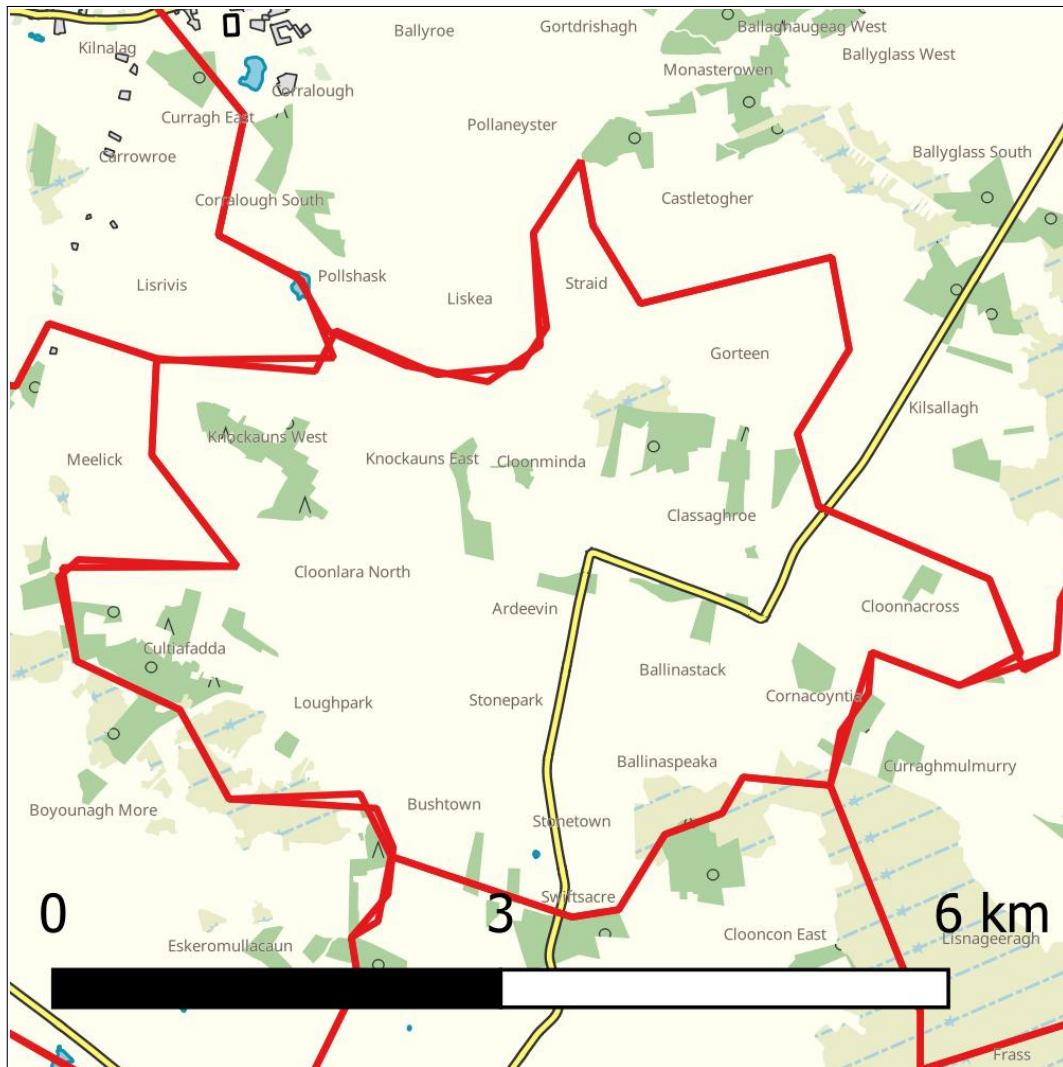 Ballyroe
Gortdrishagh
Ballaghaugeag West
Kilnalag
Ballyglass West
Monasterowen
Corralough
Curragh East
Pollaneyster
Carrowroe
Ballyglass South
Corralough South
Castletogher
Pollshask
Lisrivis
Straid
Liskea
Gorteen
Kilsallagh
Knockauns West
Meelick
Knockauns East
Cloonminda
Classaghroe
Cloonlara North
Ardeevin
Cloonnacross
Cultiafadda
Ballinastack
Loughpark
Stonepark
Cornacoyntia
Ballinaspeaka
Curraghmulmurry
Boyounagh More
Bushtown
Stonetown
Swiftsacre
0
3
6 km
Clooncon East
Lisnageeragh
Eskeromullacaun
Frass